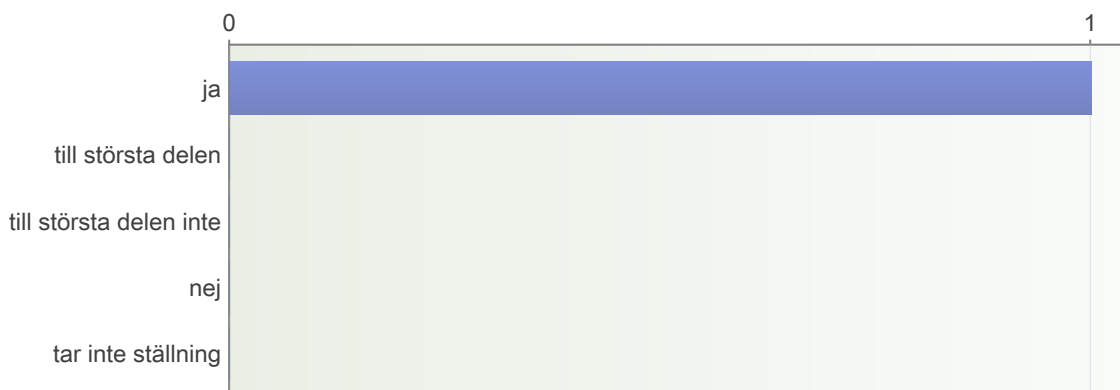 0 1
ja
till största delen
till största delen inte
nej
tar inte ställning